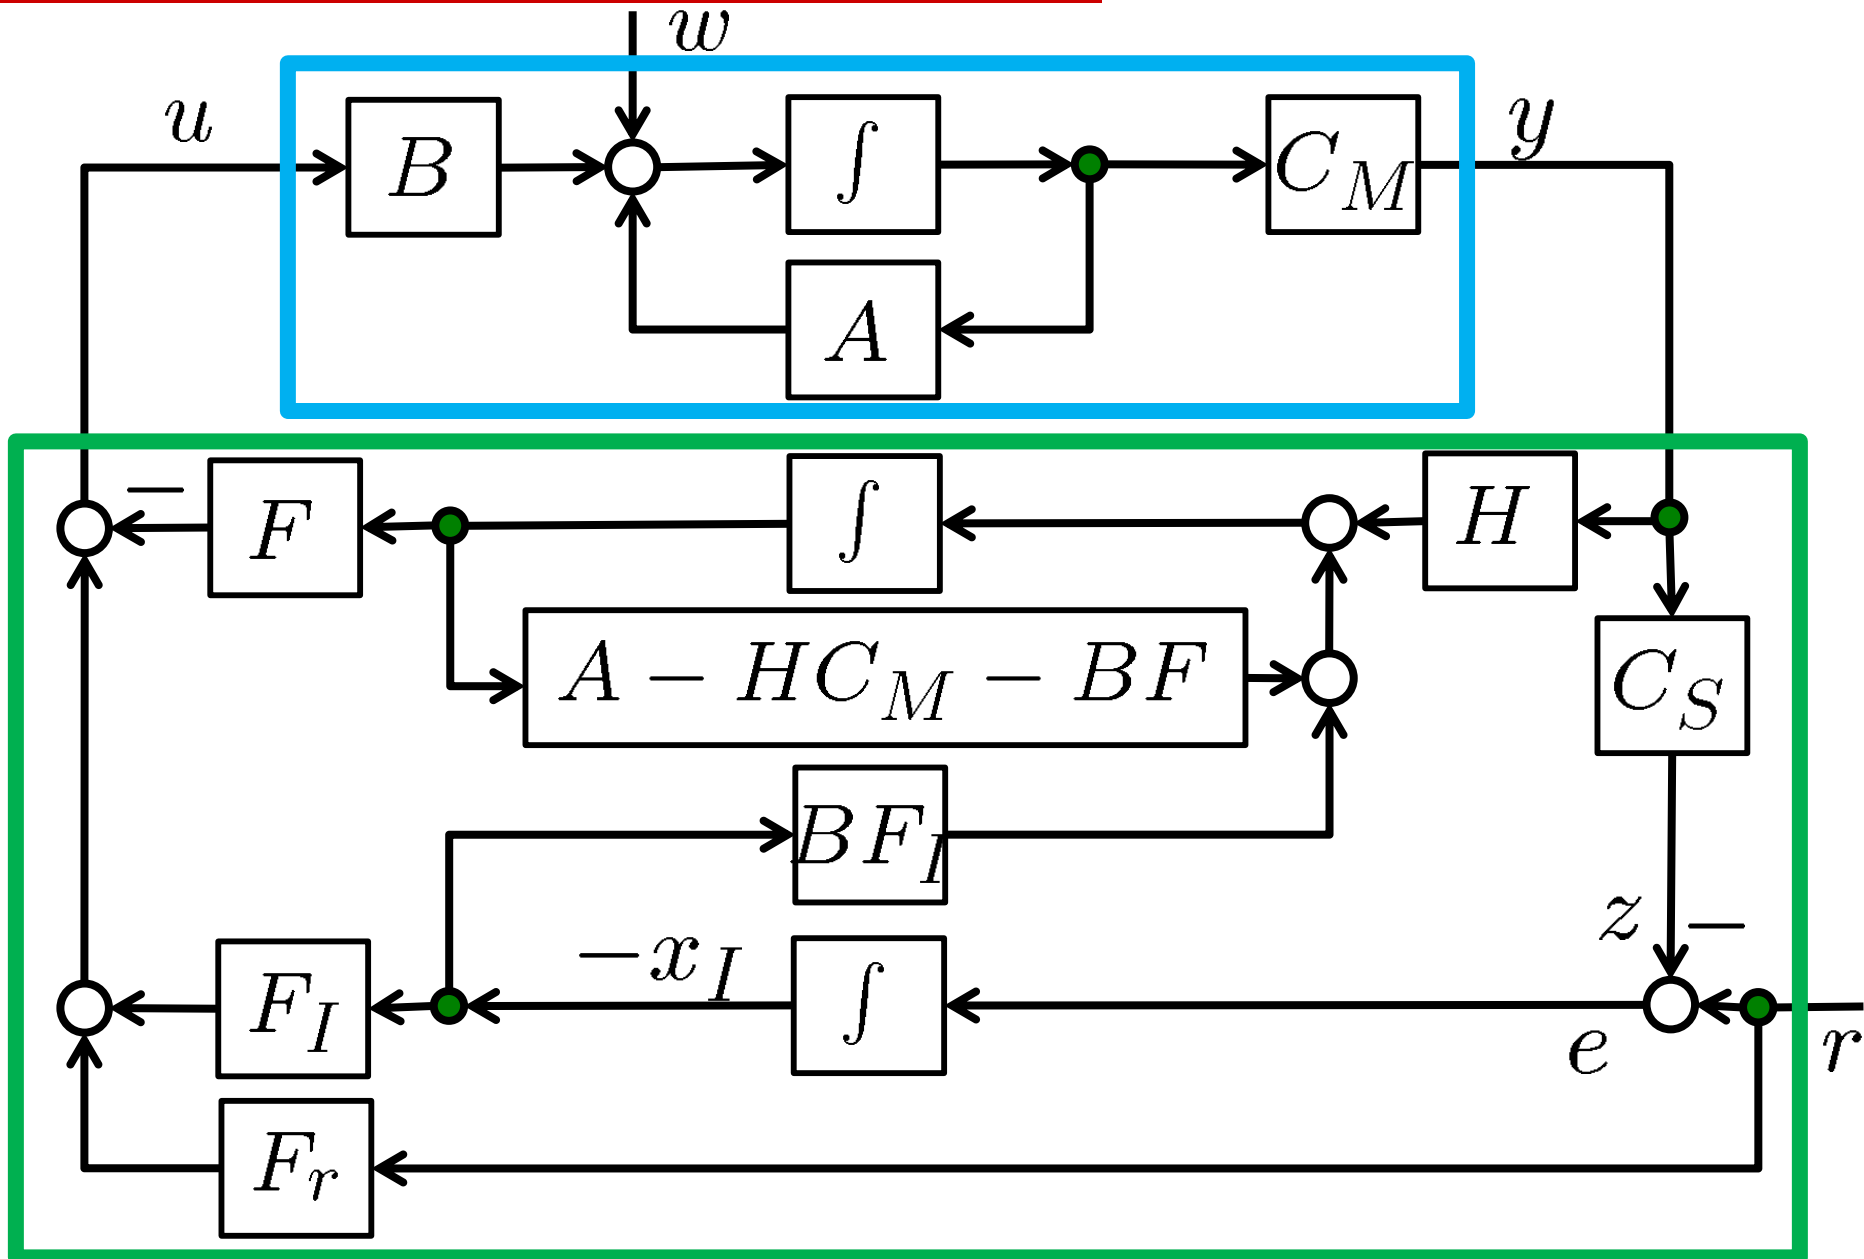 w
u
B
∫
C_M
y
A
−
F
∫
H
A − HC_M − BF
C_S
BF_I
z −
−x_I
F_I
∫
e
r
F_r